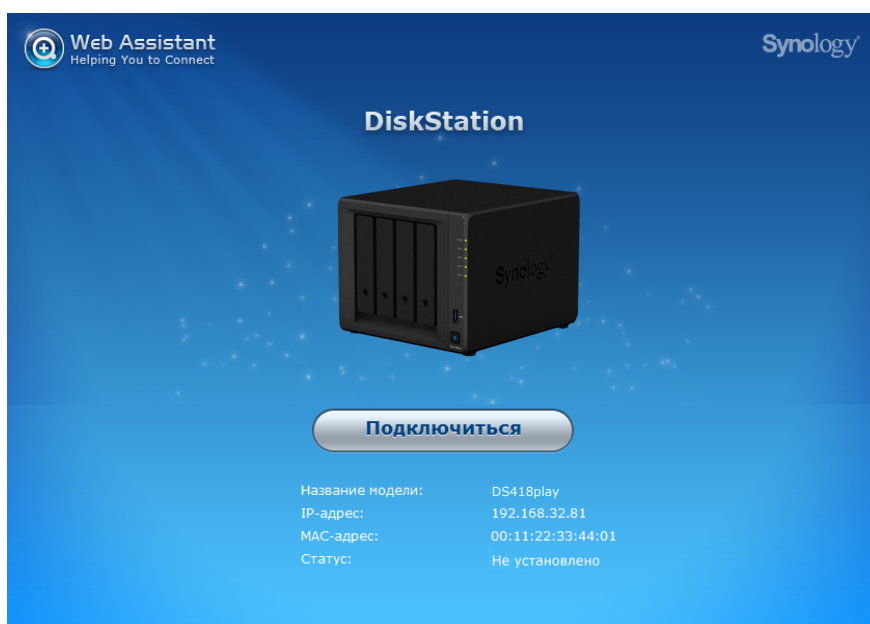 Web Assistant
Helping You to Connect
Synology
DiskStation
Synology
Подключиться
Название модели: DS418play
IP-адрес: 192.168.32.81
MAC-адрес: 00:11:22:33:44:01
Статус: Не установлено